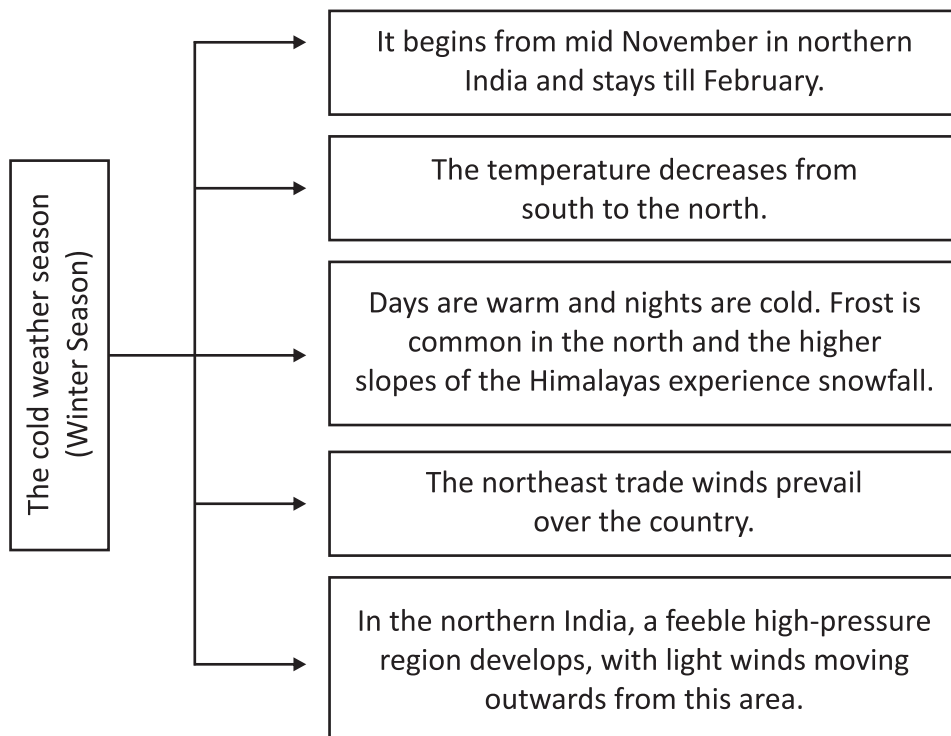 The cold weather season
(Winter Season)
It begins from mid November in northern
India and stays till February.
The temperature decreases from
south to the north.
Days are warm and nights are cold. Frost is
common in the north and the higher
slopes of the Himalayas experience snowfall.
The northeast trade winds prevail
over the country.
In the northern India, a feeble high-pressure
region develops, with light winds moving
outwards from this area.